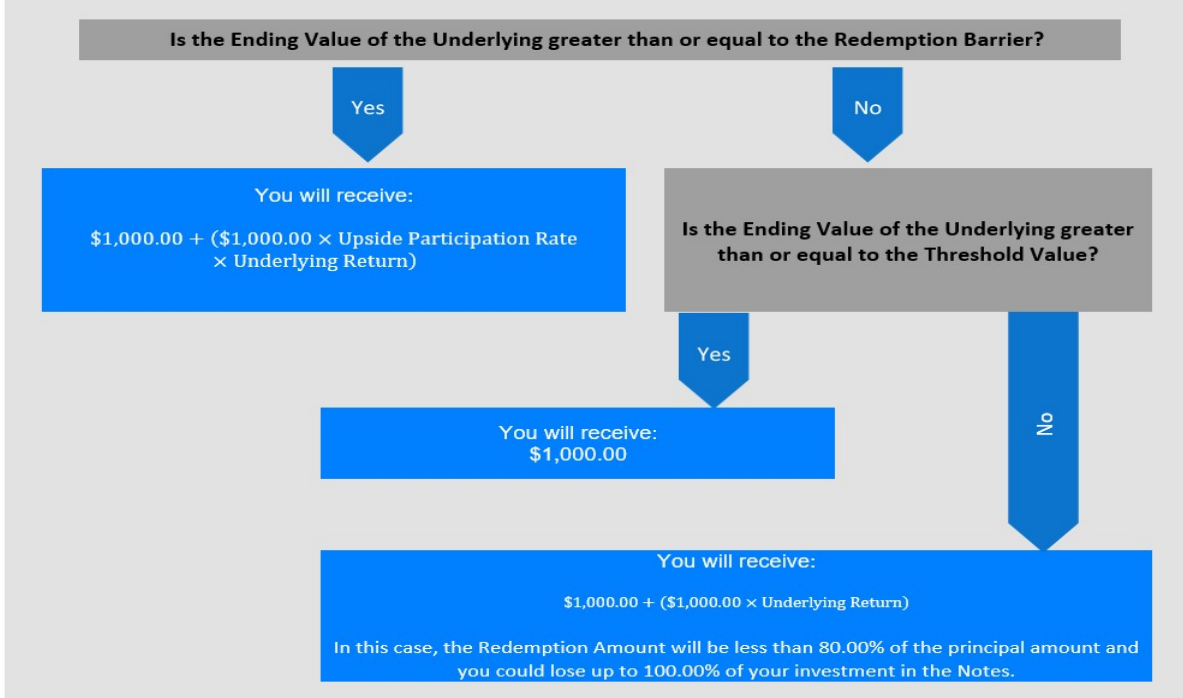 Is the Ending Value of the Underlying greater than or equal to the Redemption Barrier?
Yes
No
You will receive:
$1,000.00 + ($1,000.00 × Upside Participation Rate
× Underlying Return)
Is the Ending Value of the Underlying greater
than or equal to the Threshold Value?
Yes
No
You will receive:
$1,000.00
You will receive:
$1,000.00 + ($1,000.00 × Underlying Return)
In this case, the Redemption Amount will be less than 80.00% of the principal amount and
you could lose up to 100.00% of your investment in the Notes.